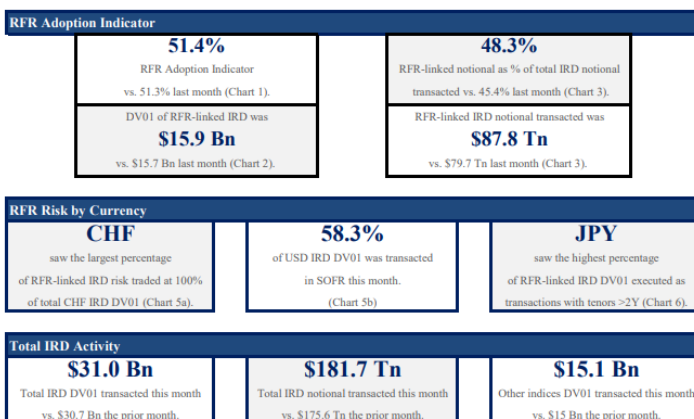 RFR Adoption Indicator
51.4%
RFR Adoption Indicator
vs. 51.3% last month (Chart 1).
48.3%
RFR-linked notional as % of total IRD notional
transacted vs. 45.4% last month (Chart 3).
DV01 of RFR-linked IRD was
$15.9 Bn
vs. $15.7 Bn last month (Chart 2).
RFR-linked IRD notional transacted was
$87.8 Tn
vs. $79.7 Tn last month (Chart 3).
RFR Risk by Currency
CHF
saw the largest percentage
of RFR-linked IRD risk traded at 100%
of total CHF IRD DV01 (Chart 5a).
58.3%
of USD IRD DV01 was transacted
in SOFR this month.
(Chart 5b)
JPY
saw the highest percentage
of RFR-linked IRD DV01 executed as
transactions with tenors >2Y (Chart 6).
Total IRD Activity
$31.0 Bn
Total IRD DV01 transacted this month
vs. $30.7 Bn the prior month.
$181.7 Tn
Total IRD notional transacted this month
vs. $175.6 Tn the prior month.
$15.1 Bn
Other indices DV01 transacted this month
vs. $15 Bn the prior month.